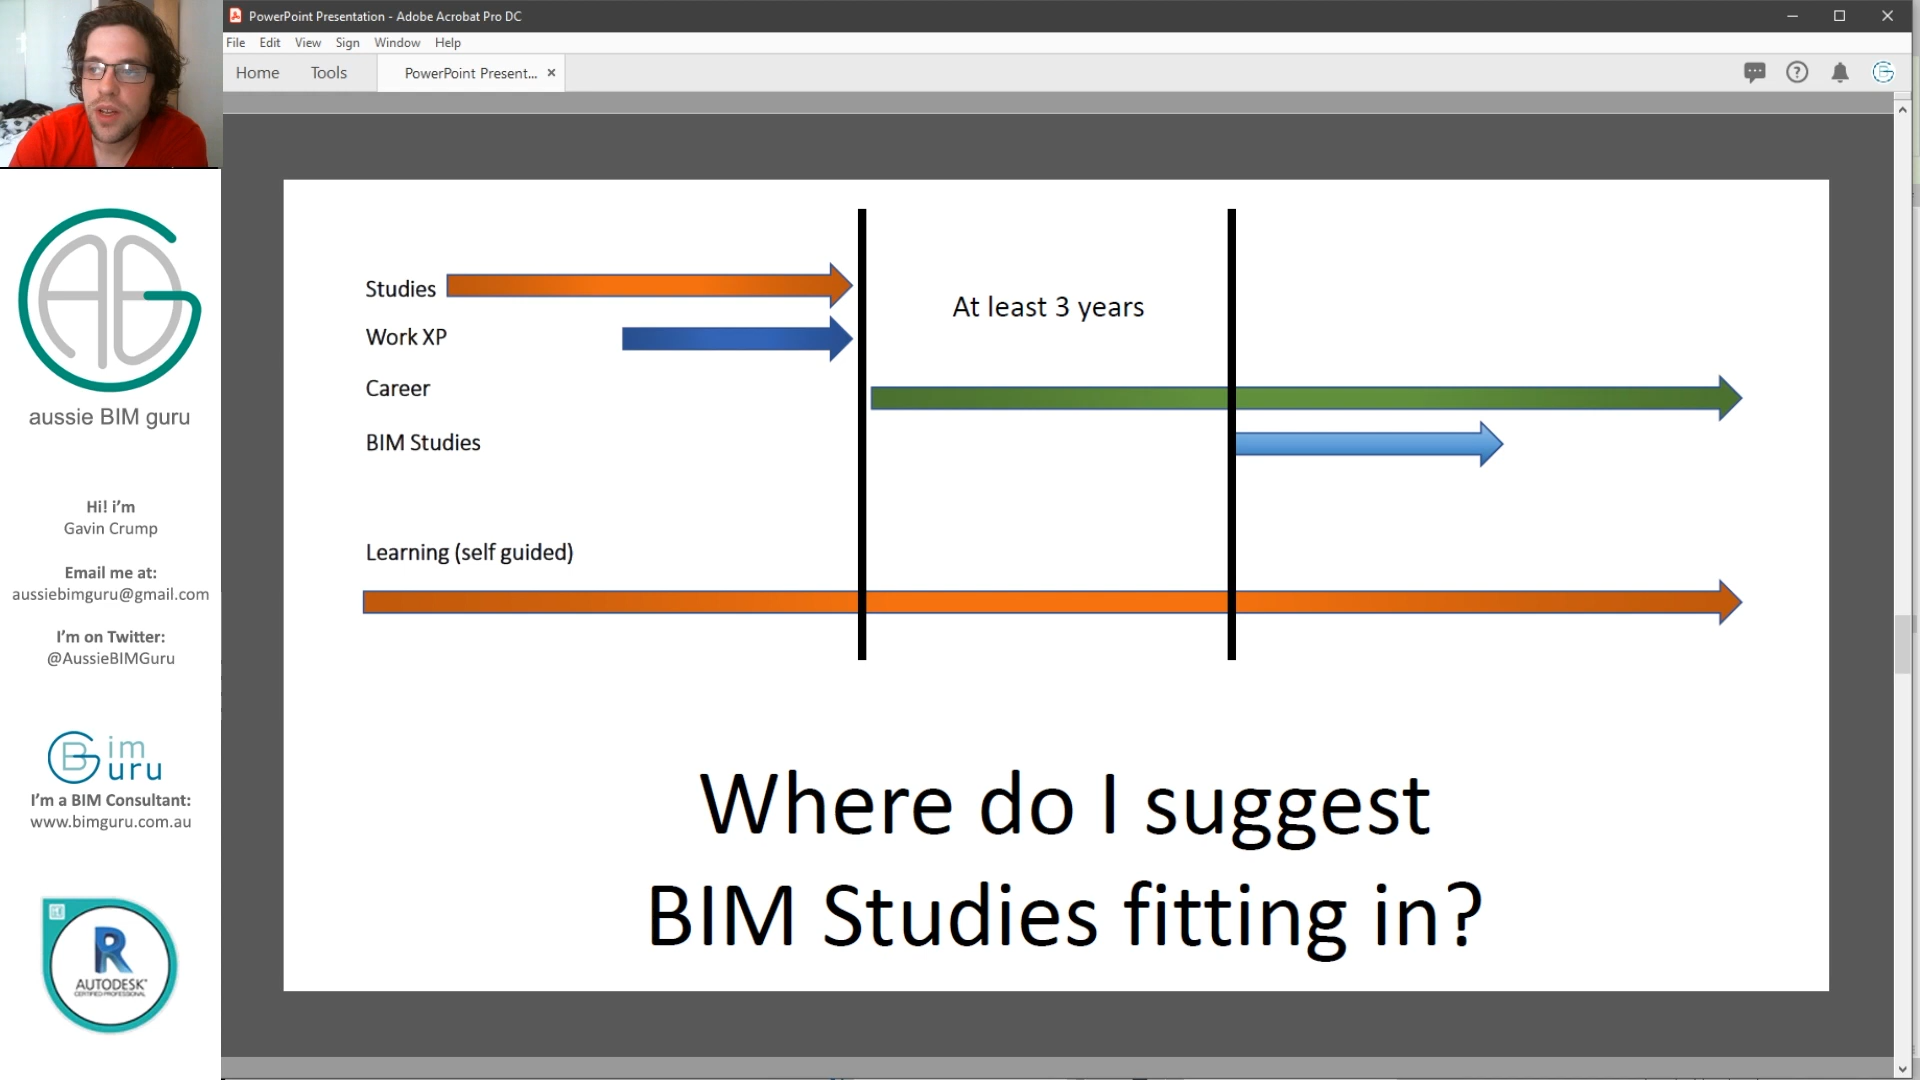 PowerPoint Presentation - Adobe Acrobat Pro DC
File Edit View Sign Window Help
Home Tools PowerPoint Present...
aussie BIM guru
Hi! i'm
Gavin Crump
Email me at:
aussiebimguru@gmail.com
I'm on Twitter:
@AussieBIMGuru
BG im
uru
I'm a BIM Consultant:
www.bimguru.com.au
R
AUTODESK
CERTIFIED PROFESSIONAL
Studies
Work XP
Career
BIM Studies
At least 3 years
Learning (self guided)
Where do I suggest
BIM Studies fitting in?